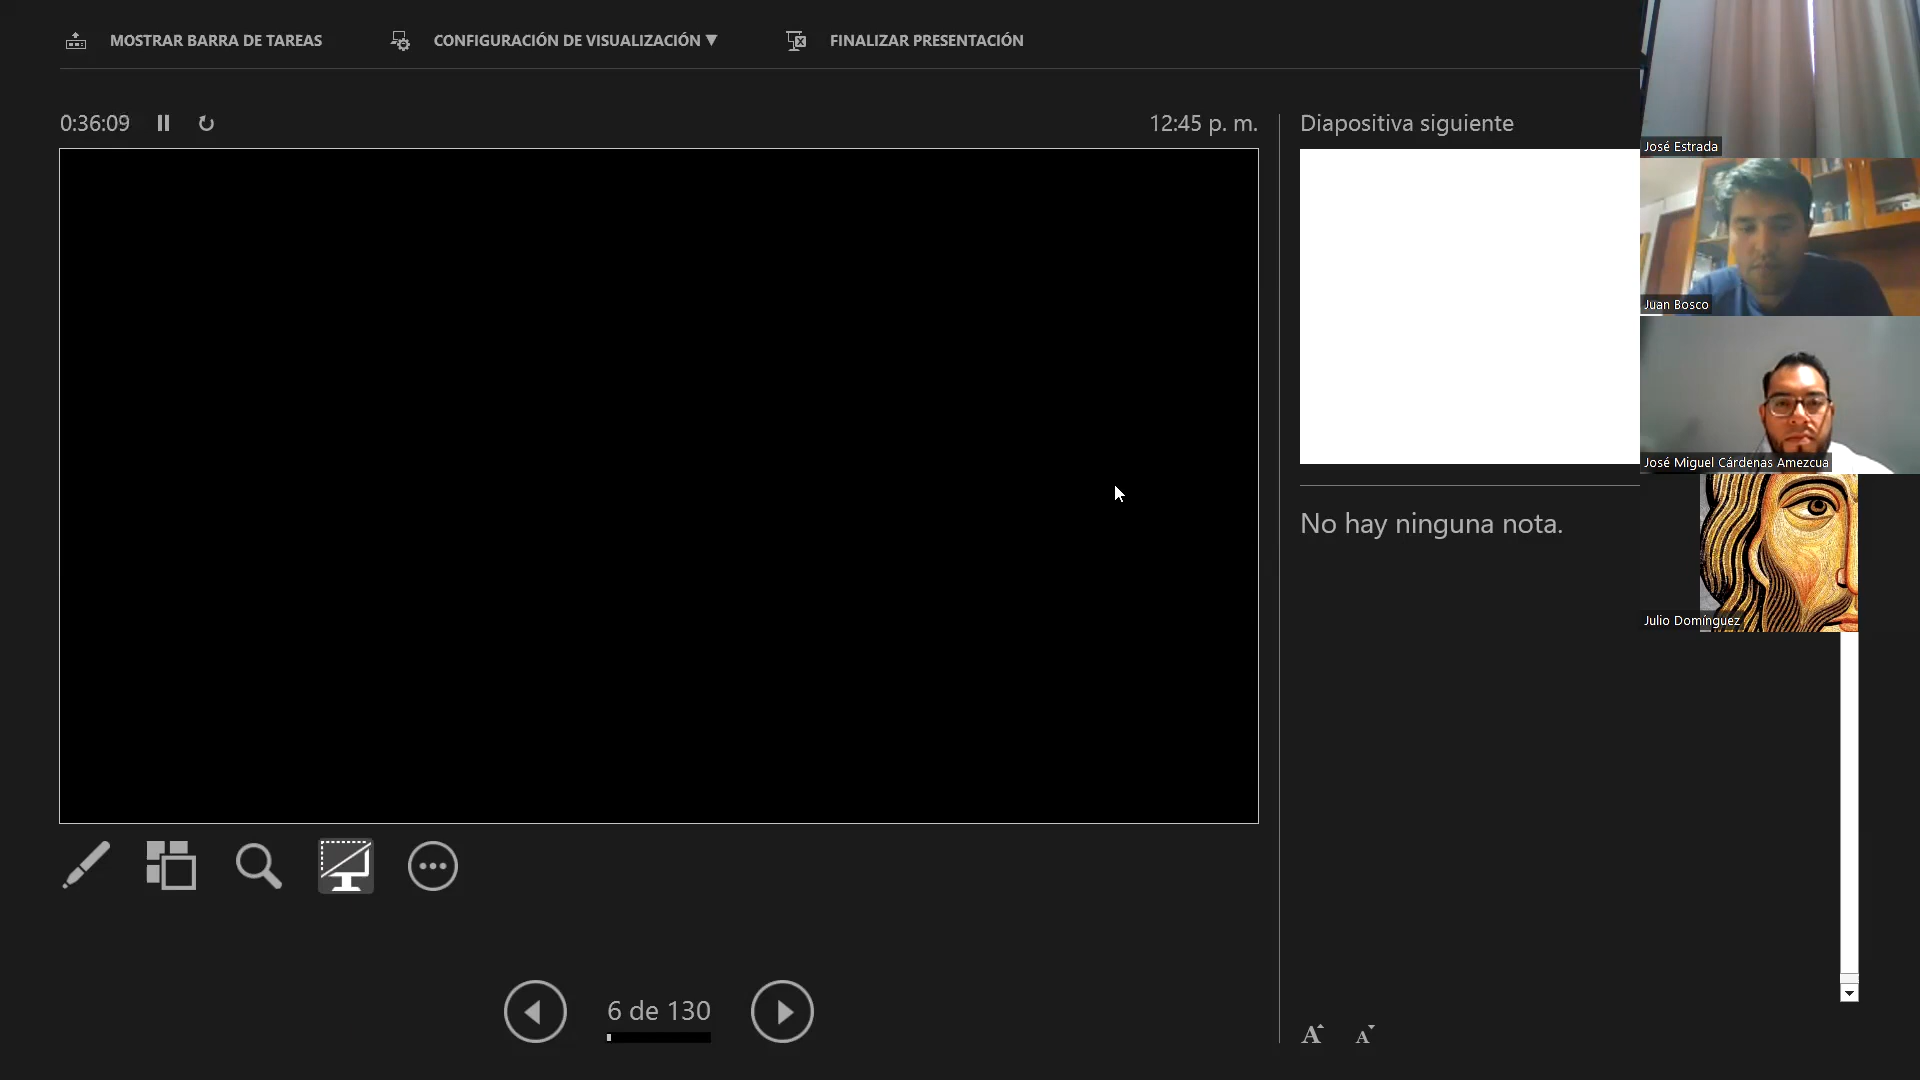 MOSTRAR BARRA DE TAREAS
CONFIGURACIÓN DE VISUALIZACIÓN ▼
FINALIZAR PRESENTACIÓN
0:36:09
12:45 p. m.
Diapositiva siguiente
José Estrada
Juan Bosco
José Miguel Cárdenas Amezcua
No hay ninguna nota.
Julio Domínguez
6 de 130
A A